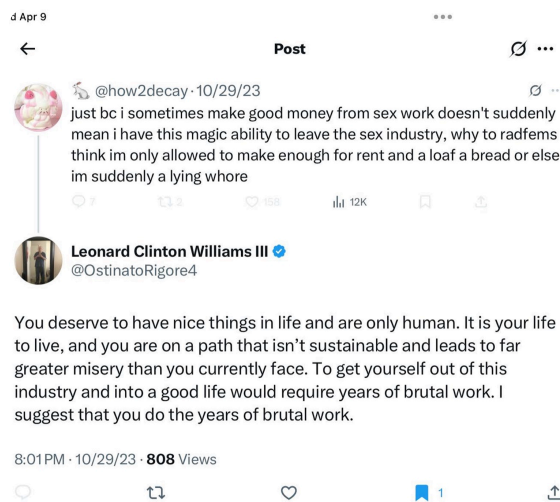 d Apr 9
Post
@how2decay · 10/29/23
just bc i sometimes make good money from sex work doesn't suddenly
mean i have this magic ability to leave the sex industry, why to radfems
think im only allowed to make enough for rent and a loaf a bread or else
im suddenly a lying whore
7 2 158 12K
Leonard Clinton Williams III
@OstinatoRigore4
You deserve to have nice things in life and are only human. It is your life
to live, and you are on a path that isn’t sustainable and leads to far
greater misery than you currently face. To get yourself out of this
industry and into a good life would require years of brutal work. I
suggest that you do the years of brutal work.
8:01 PM · 10/29/23 · 808 Views
1